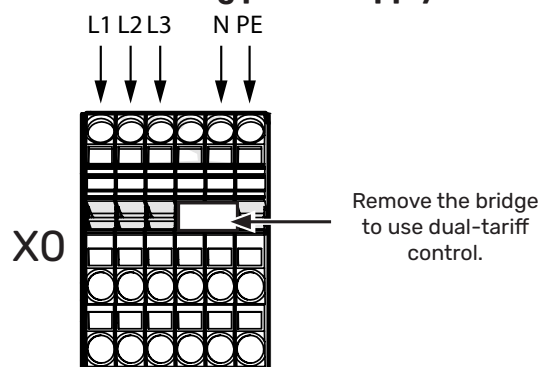 L1 L2 L3 N PE
X0
Remove the bridge
to use dual-tariff
control.